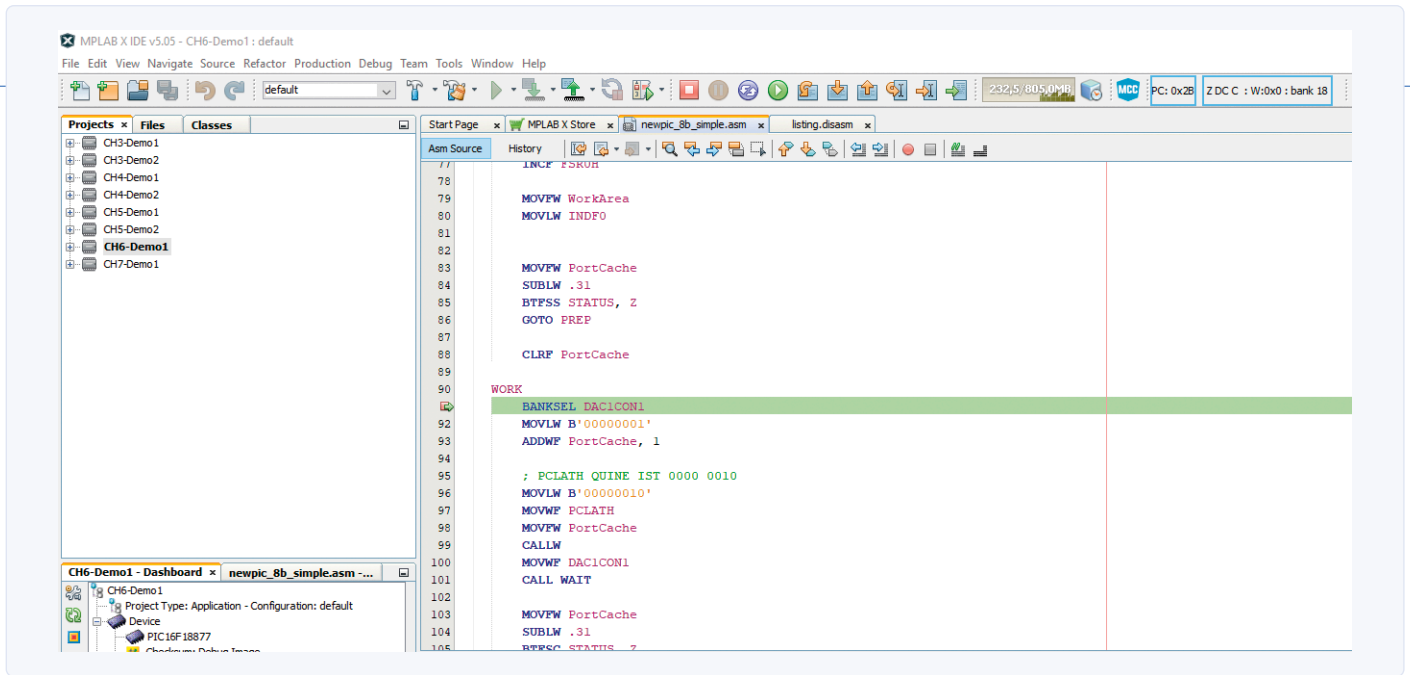 MPLAB X IDE v5.05 - CH6-Demo1 : default
File Edit View Navigate Source Refactor Production Debug Team Tools Window Help
default 232,5/805,0MB MCC PC: 0x2B Z DC C : W:0x0 : bank 18
Projects Files Classes
CH3-Demo1
CH3-Demo2
CH4-Demo1
CH4-Demo2
CH5-Demo1
CH5-Demo2
CH6-Demo1
CH7-Demo1
CH6-Demo1 - Dashboard newpic_8b_simple.asm -...
CH6-Demo1
Project Type: Application - Configuration: default
Device
PIC16F18877
Checksum: Debug Image
Start Page MPLAB X Store newpic_8b_simple.asm listing.disasm
Asm Source History
77 INCF FSR0H
78
79 MOVFW WorkArea
80 MOVLW INDF0
81
82
83 MOVFW PortCache
84 SUBLW .31
85 BTFSS STATUS, Z
86 GOTO PREP
87
88 CLRF PortCache
89
90 WORK
BANKSEL DAC1CON1
92 MOVLW B'00000001'
93 ADDWF PortCache, 1
94
95 ; PCLATH QUINE IST 0000 0010
96 MOVLW B'00000010'
97 MOVWF PCLATH
98 MOVFW PortCache
99 CALLW
100 MOVWF DAC1CON1
101 CALL WAIT
102
103 MOVFW PortCache
104 SUBLW .31
105 BTFSC STATUS, Z